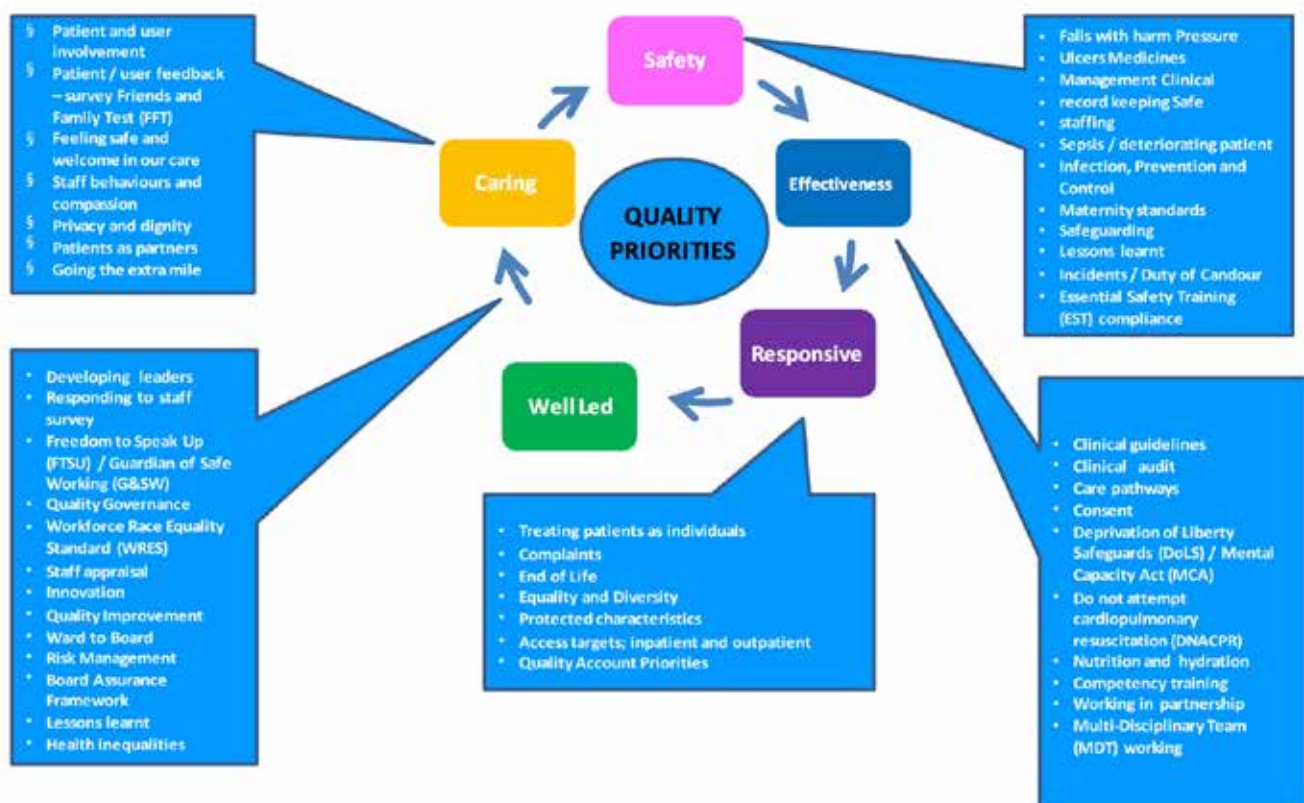 § Patient and user
involvement
§ Patient / user feedback
– survey Friends and
Family Test (FFT)
§ Feeling safe and
welcome in our care
§ Staff behaviours and
compassion
§ Privacy and dignity
§ Patients as partners
§ Going the extra mile
Safety
Caring
Effectiveness
QUALITY
PRIORITIES
Responsive
Well Led
• Falls with harm Pressure
• Ulcers Medicines
• Management Clinical
• record keeping Safe
• staffing
• Sepsis / deteriorating patient
• Infection, Prevention and
Control
• Maternity standards
• Safeguarding
• Lessons learnt
• Incidents / Duty of Candour
• Essential Safety Training
(EST) compliance
• Developing leaders
• Responding to staff
survey
• Freedom to Speak Up
(FTSU) / Guardian of Safe
Working (G&SW)
• Quality Governance
• Workforce Race Equality
Standard (WRES)
• Staff appraisal
• Innovation
• Quality Improvement
• Ward to Board
• Risk Management
• Board Assurance
Framework
• Lessons learnt
• Health inequalities
• Treating patients as individuals
• Complaints
• End of Life
• Equality and Diversity
• Protected characteristics
• Access targets; inpatient and outpatient
• Quality Account Priorities
• Clinical guidelines
• Clinical audit
• Care pathways
• Consent
• Deprivation of Liberty
Safeguards (DoLS) / Mental
Capacity Act (MCA)
• Do not attempt
cardiopulmonary
resuscitation (DNACPR)
• Nutrition and hydration
• Competency training
• Working in partnership
• Multi-Disciplinary Team
(MDT) working